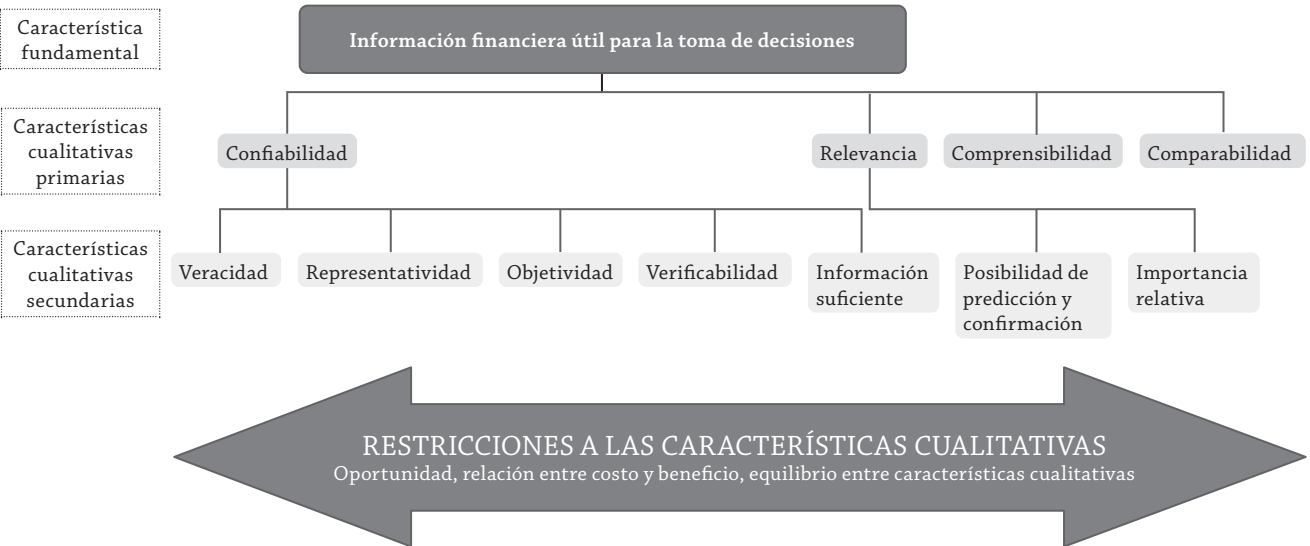 Característica
fundamental
Información financiera útil para la toma de decisiones
Características
cualitativas
primarias
Confiabilidad
Relevancia
Comprensibilidad
Comparabilidad
Características
cualitativas
secundarias
Veracidad
Representatividad
Objetividad
Verificabilidad
Información
suficiente
Posibilidad de
predicción y
confirmación
Importancia
relativa
RESTRICCIONES A LAS CARACTERÍSTICAS CUALITATIVAS
Oportunidad, relación entre costo y beneficio, equilibrio entre características cualitativas